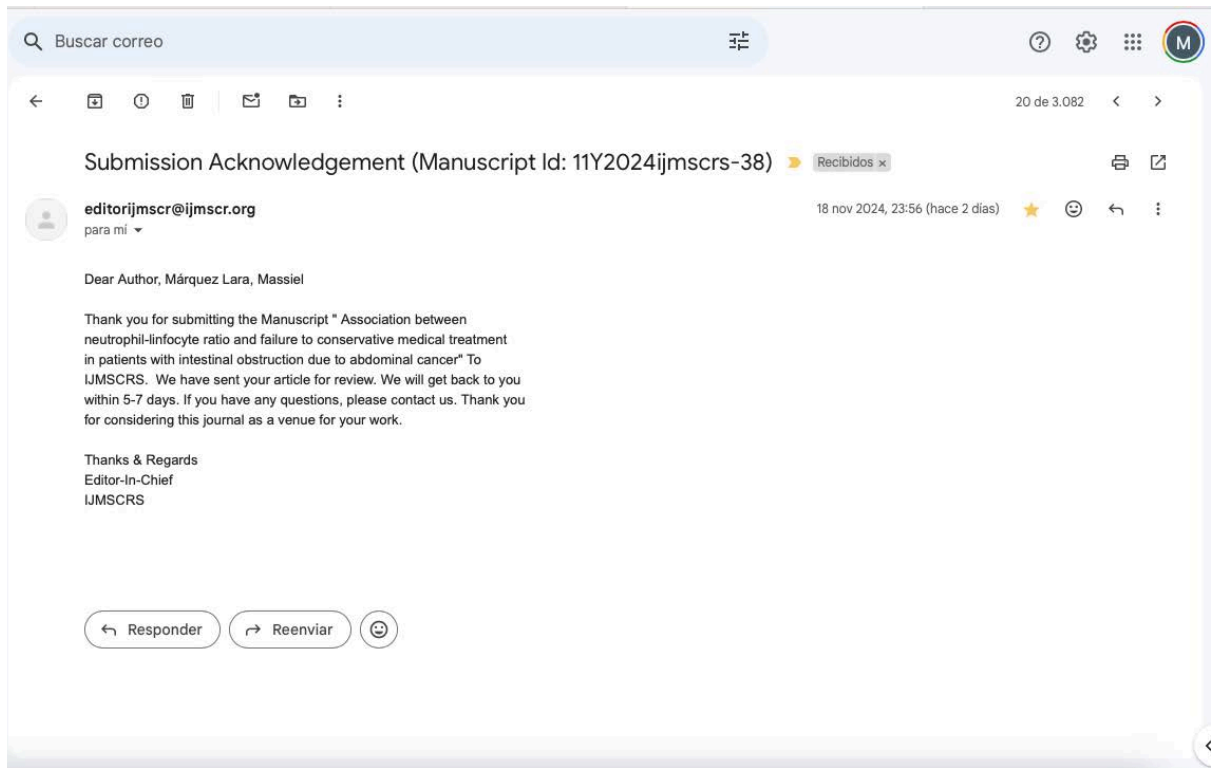 Buscar correo
M
20 de 3.082
Submission Acknowledgement (Manuscript Id: 11Y2024ijmscrs-38)
Recibidos x
editorijmscr@ijmscr.org
18 nov 2024, 23:56 (hace 2 días)
para mí
Dear Author, Márquez Lara, Massiel
Thank you for submitting the Manuscript " Association between
neutrophil-linfocyte ratio and failure to conservative medical treatment
in patients with intestinal obstruction due to abdominal cancer" To
IJMSCRS. We have sent your article for review. We will get back to you
within 5-7 days. If you have any questions, please contact us. Thank you
for considering this journal as a venue for your work.
Thanks & Regards
Editor-In-Chief
IJMSCRS
Responder
Reenviar